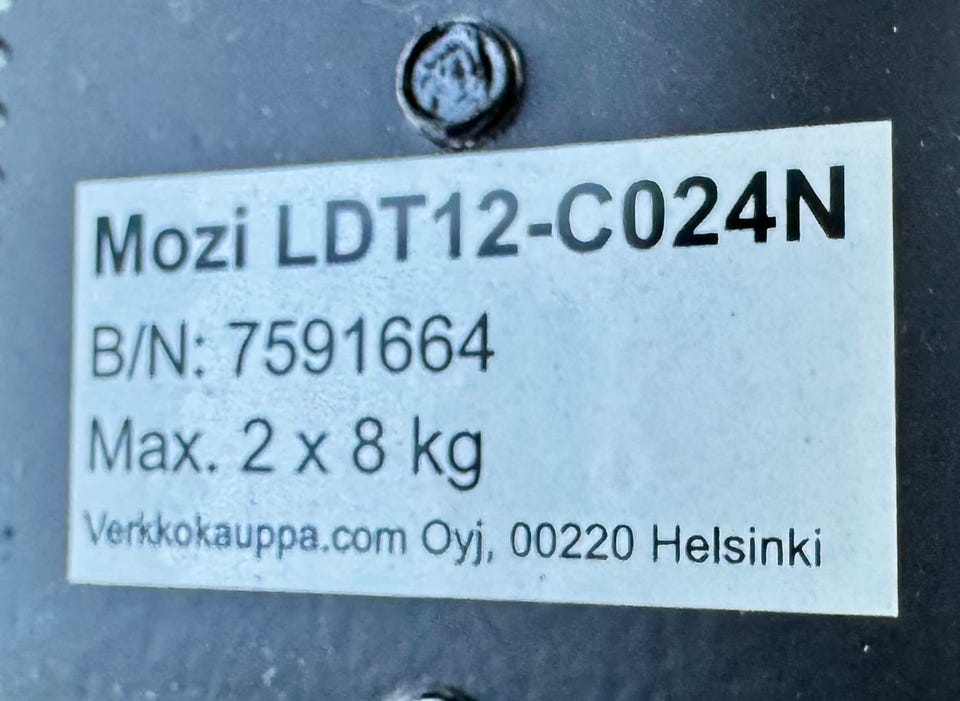 Mozi LDT12-C024N
B/N: 7591664
Max. 2 x 8 kg
Verkkokauppa.com Oyj, 00220 Helsinki